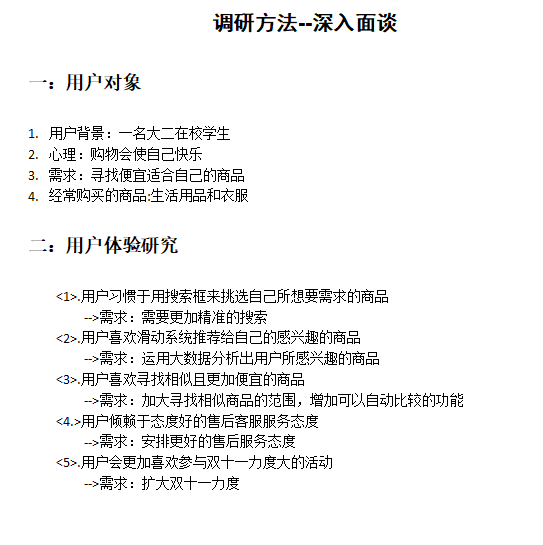 调研方法--深入面谈
一：用户对象
1. 用户背景：一名大二在校学生
2. 心理：购物会使自己快乐
3. 需求：寻找便宜适合自己的商品
4. 经常购买的商品:生活用品和衣服
二：用户体验研究
<1>.用户习惯于用搜索框来挑选自己所想要需求的商品
-->需求：需要更加精准的搜索
<2>.用户喜欢滑动系统推荐给自己的感兴趣的商品
-->需求：运用大数据分析出用户所感兴趣的商品
<3>.用户喜欢寻找相似且更加便宜的商品
-->需求：加大寻找相似商品的范围，增加可以自动比较的功能
<4.>用户倾赖于态度好的售后客服服务态度
-->需求：安排更好的售后服务态度
<5>.用户会更加喜欢参与双十一力度大的活动
-->需求：扩大双十一力度